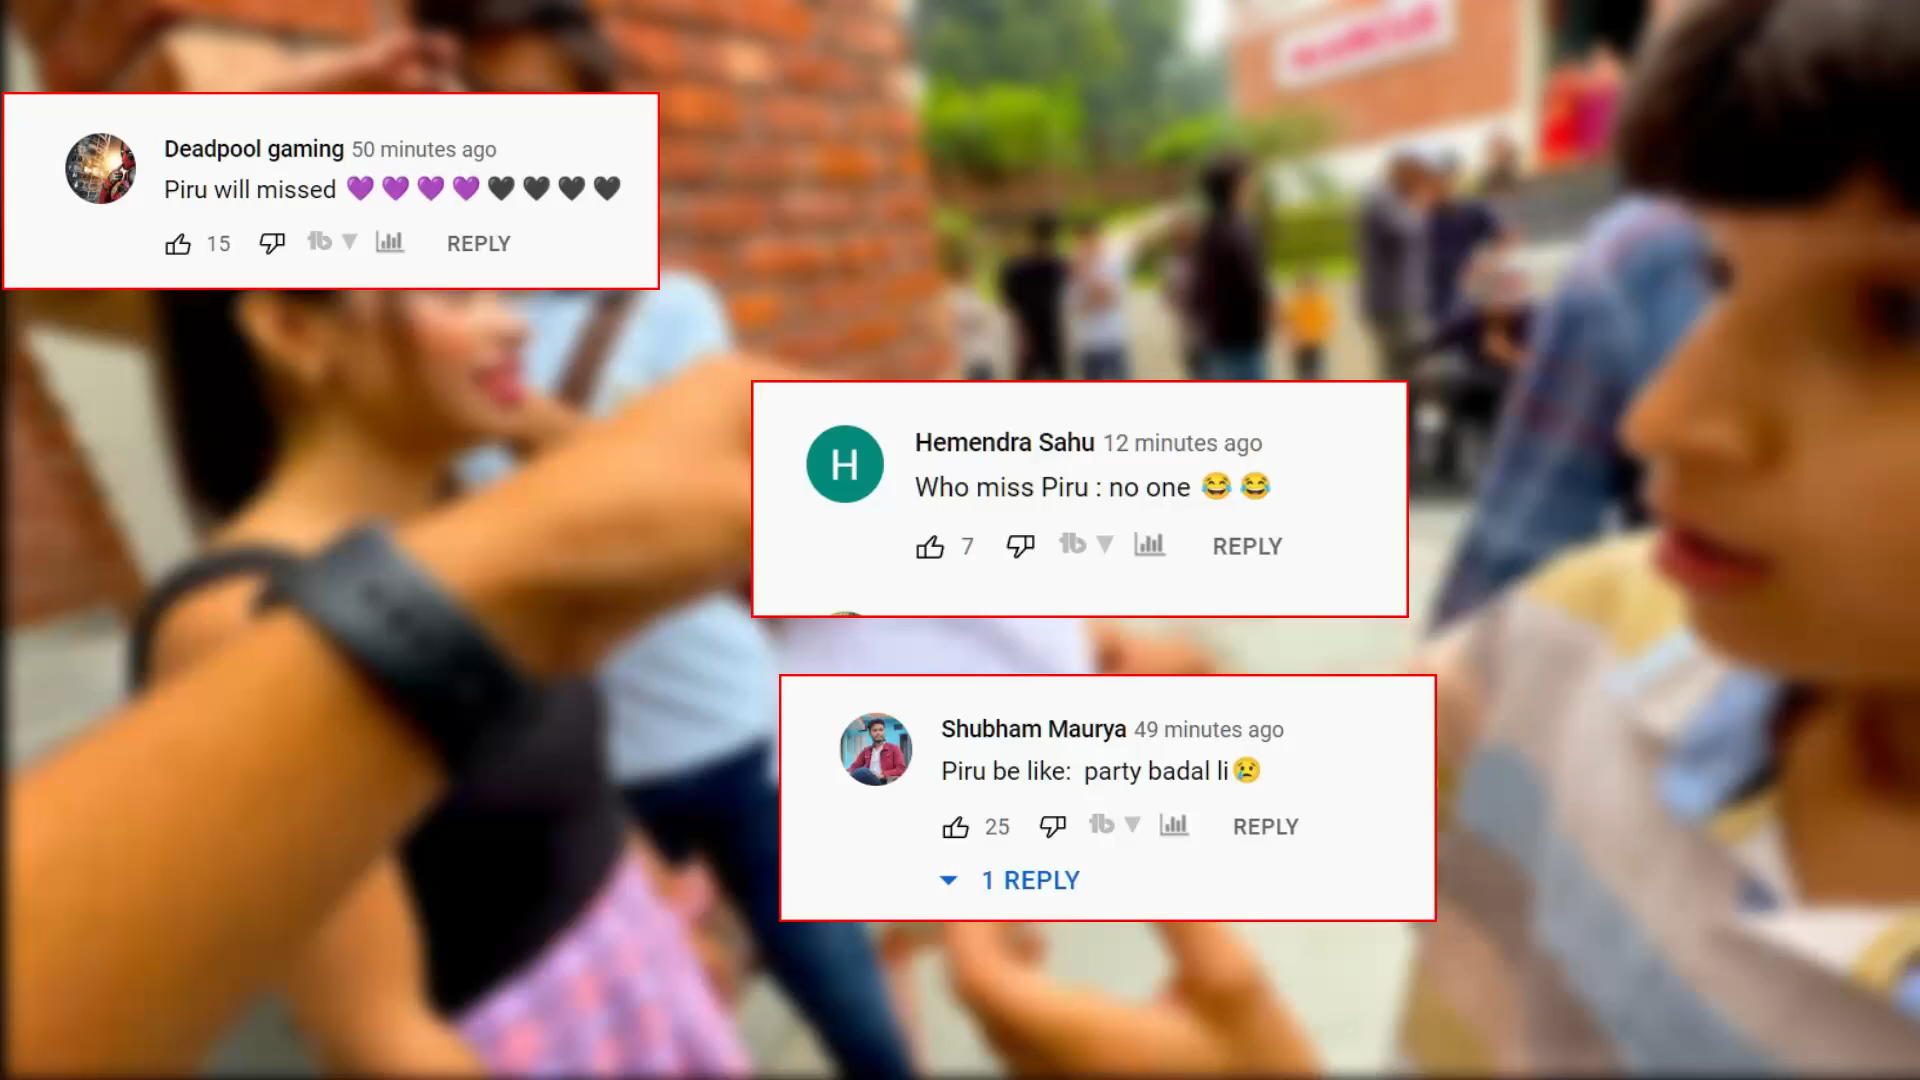 Deadpool gaming 50 minutes ago
Piru will missed 💜💜💜💜🖤🖤🖤🖤
15 REPLY
Hemendra Sahu 12 minutes ago
Who miss Piru : no one 😂😂
7 REPLY
Shubham Maurya 49 minutes ago
Piru be like: party badal li😢
25 REPLY
1 REPLY